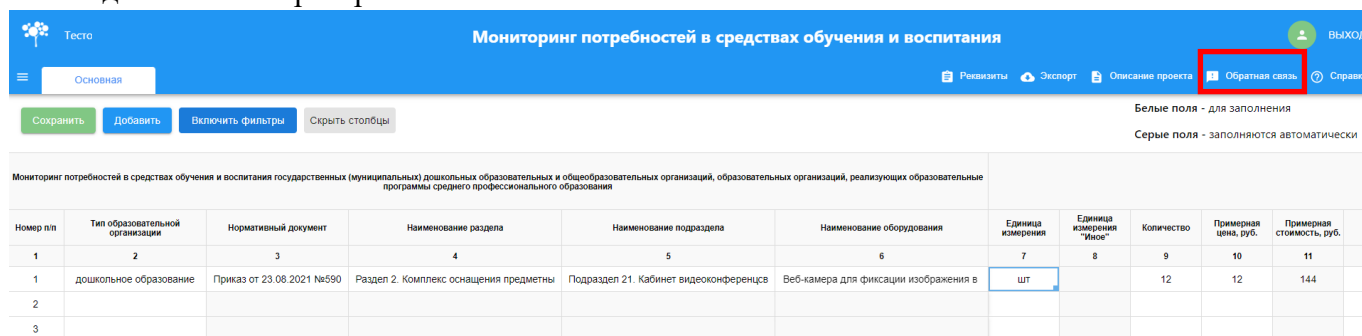 Тесто
Мониторинг потребностей в средствах обучения и воспитания
Основная
Реквизиты
Экспорт
Описание проекта
Обратная связь
Сохранить
Добавить
Включить фильтры
Скрыть столбцы
Белые поля - для заполнения
Серые поля - заполняются автоматически
Мониторинг потребностей в средствах обучения и воспитания государственных (муниципальных) дошкольных образовательных и общеобразовательных организаций, образовательных организаций, реализующих образовательные
программы среднего профессионального образования
Номер п/п
Тип образовательной
организации
Нормативный документ
Наименование раздела
Наименование подраздела
Наименование оборудования
Единица
измерения
Единица
измерения
"Иное"
Количество
Примерная
цена, руб.
Примерная
стоимость, руб.
1 2 3 4 5 6 7 8 9 10 11
1 дошкольное образование Приказ от 23.08.2021 №590 Раздел 2. Комплекс оснащения предметны Подраздел 21. Кабинет видеоконференцсв Веб-камера для фиксации изображения в шт 12 12 144
2
3